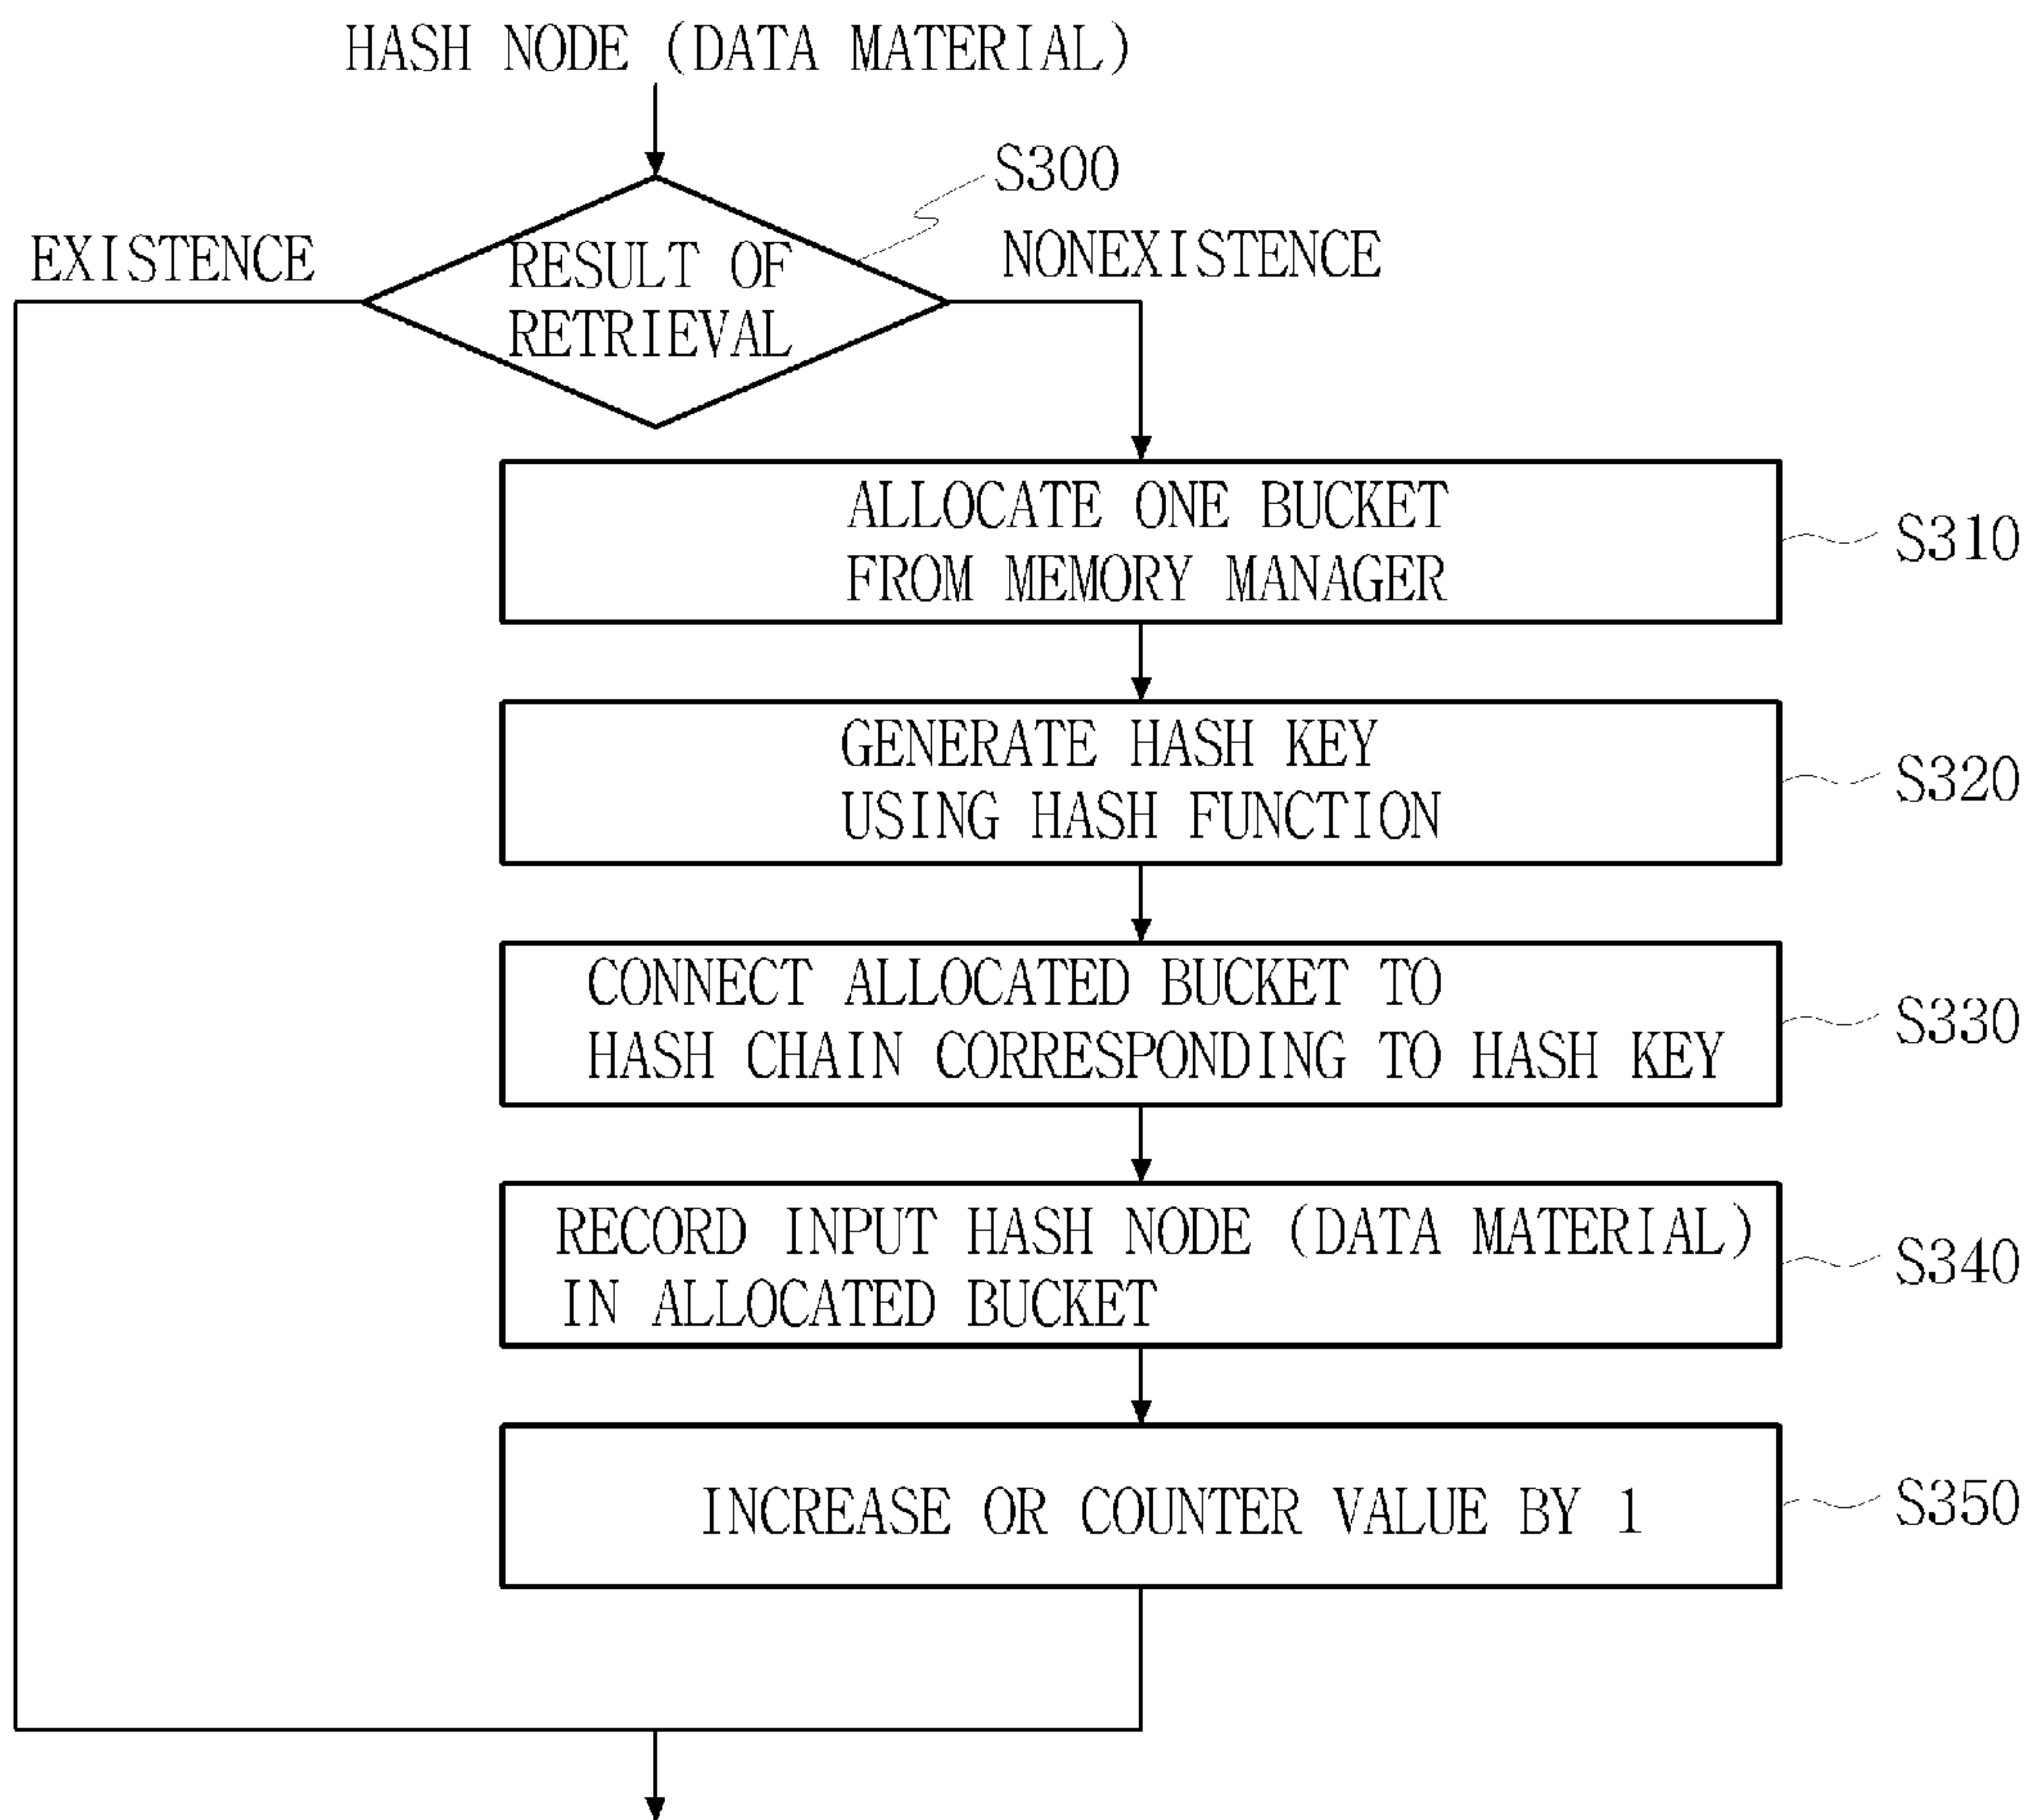 HASH NODE (DATA MATERIAL)
S300
EXISTENCE
RESULT OF
RETRIEVAL
NONEXISTENCE
ALLOCATE ONE BUCKET
FROM MEMORY MANAGER
S310
GENERATE HASH KEY
USING HASH FUNCTION
S320
CONNECT ALLOCATED BUCKET TO
HASH CHAIN CORRESPONDING TO HASH KEY
S330
RECORD INPUT HASH NODE (DATA MATERIAL)
IN ALLOCATED BUCKET
S340
INCREASE OR COUNTER VALUE BY 1
S350